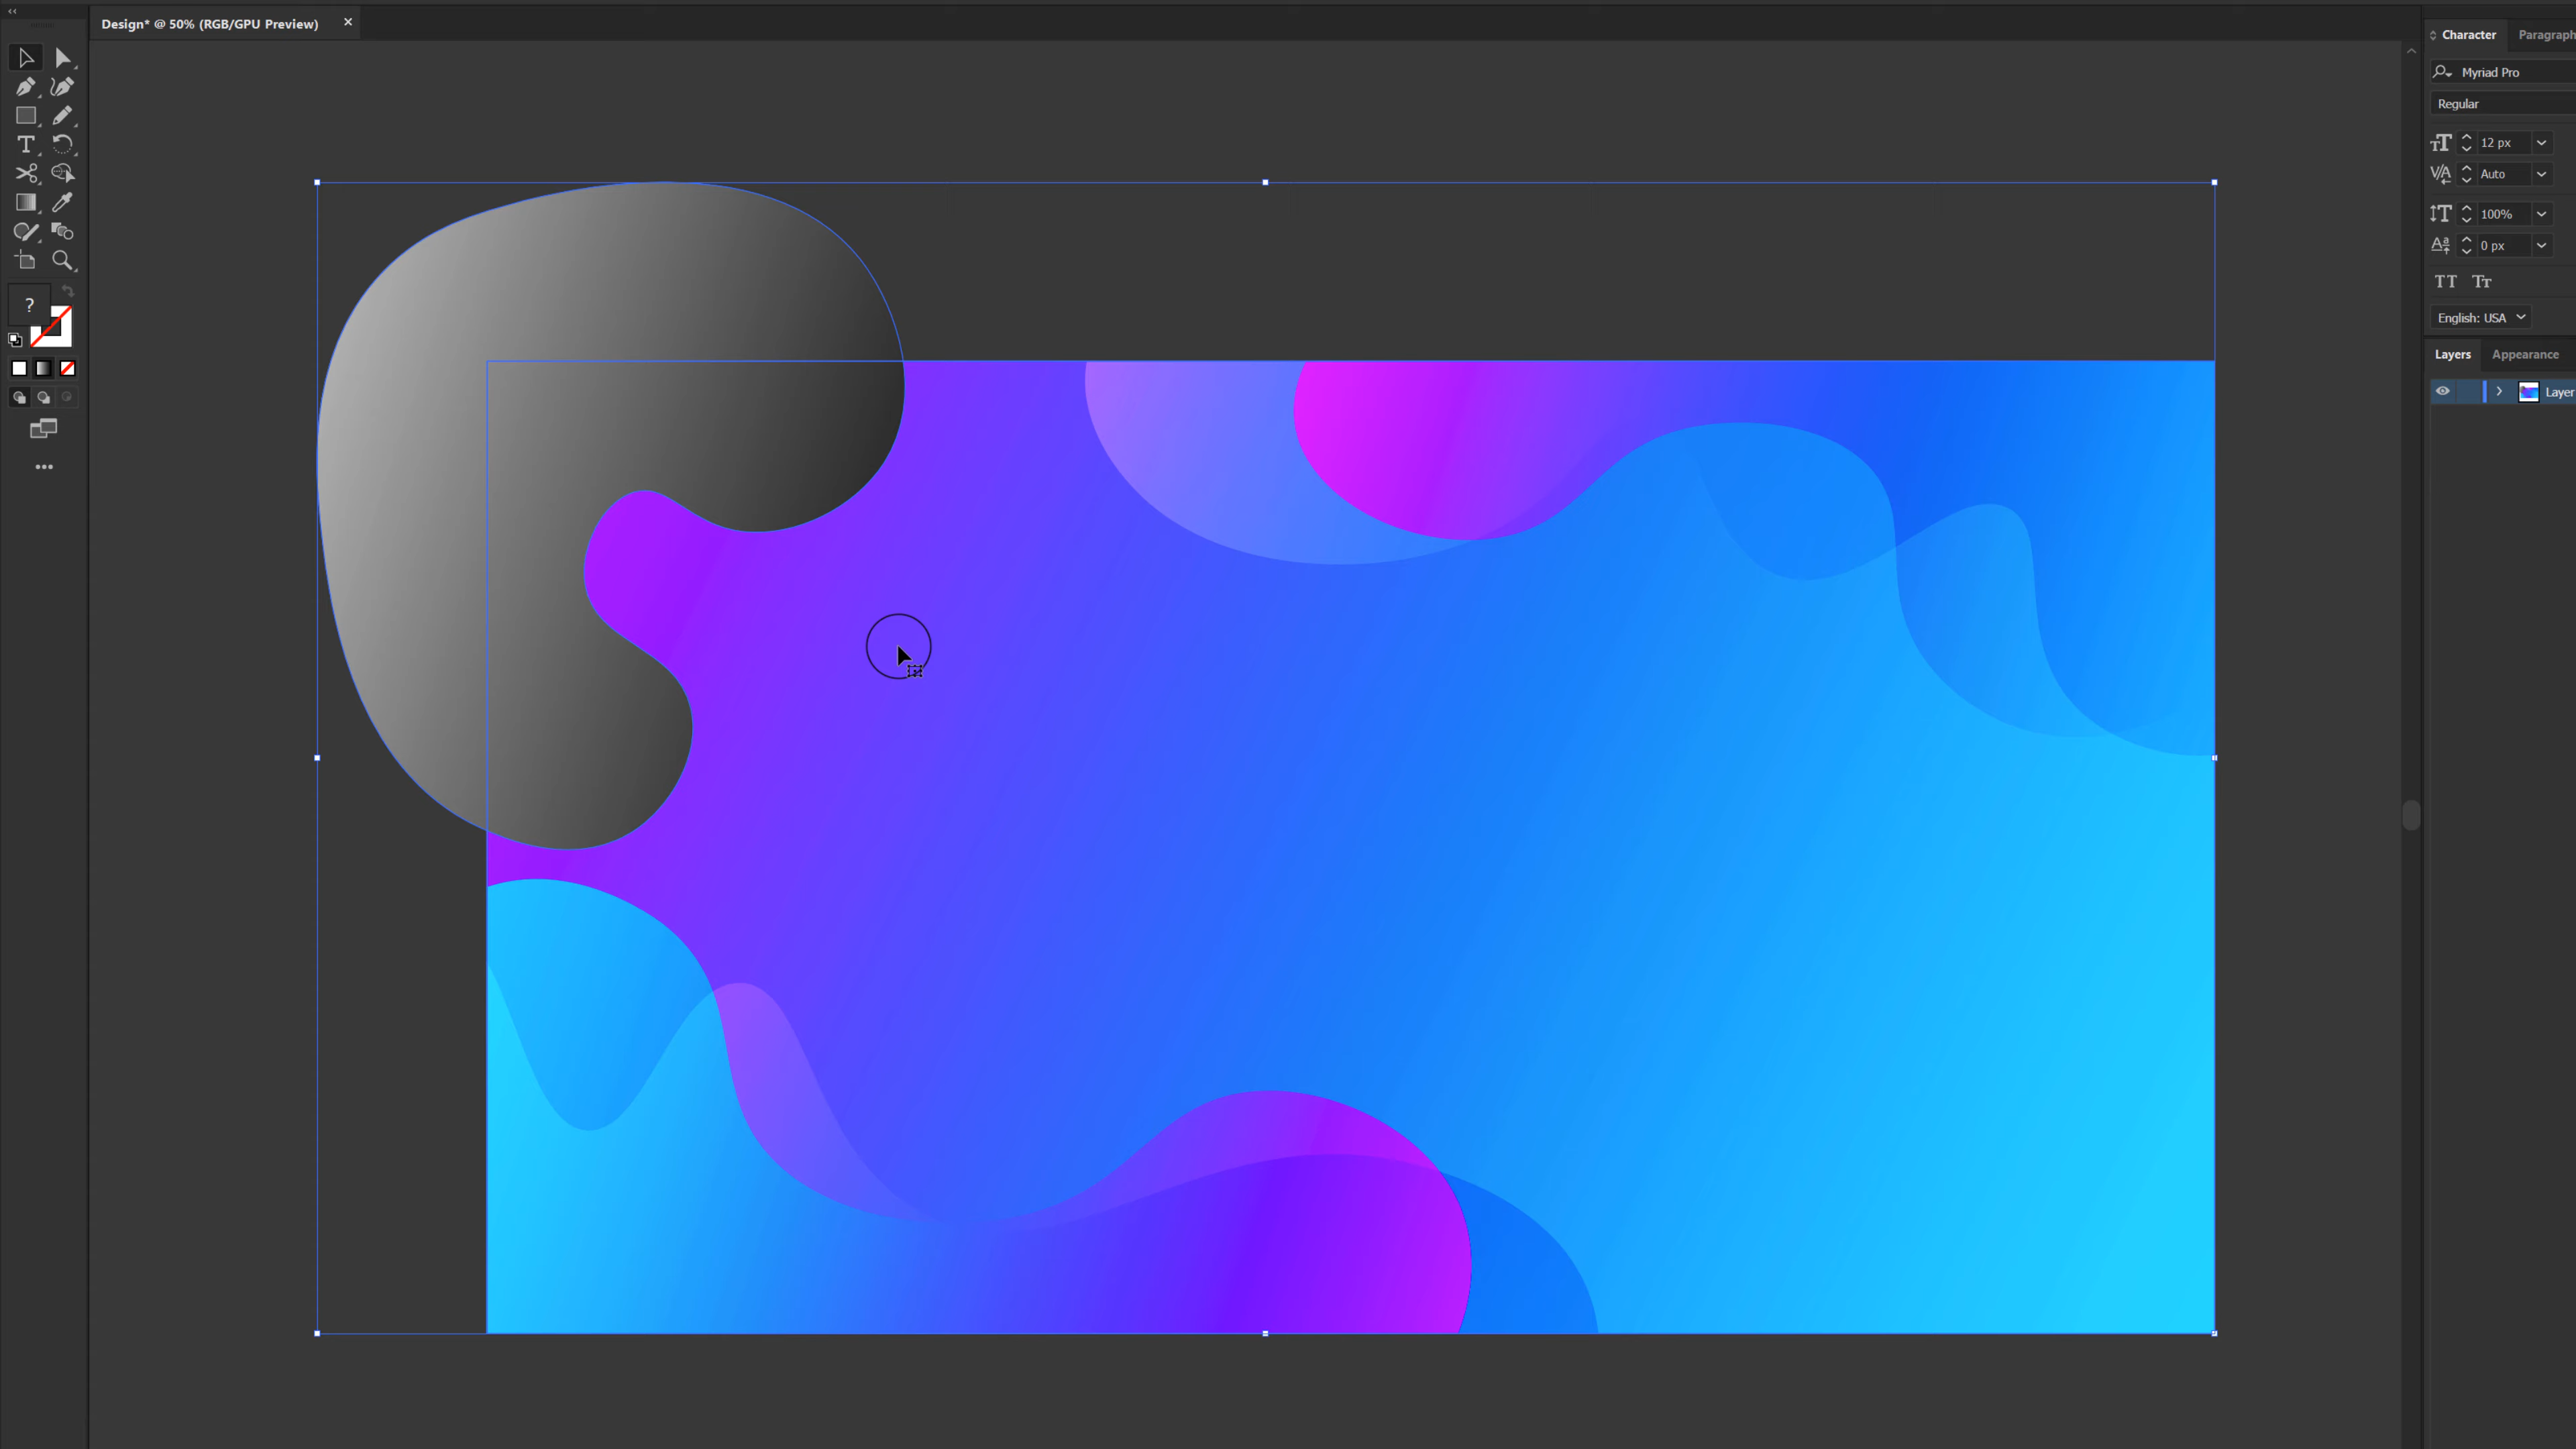 Design* @ 50% (RGB/GPU Preview)
Character
Paragraph
Myriad Pro
Regular
12 px
Auto
100%
0 px
TT
Tr
English: USA
?
Layers
Appearance
Layer
T